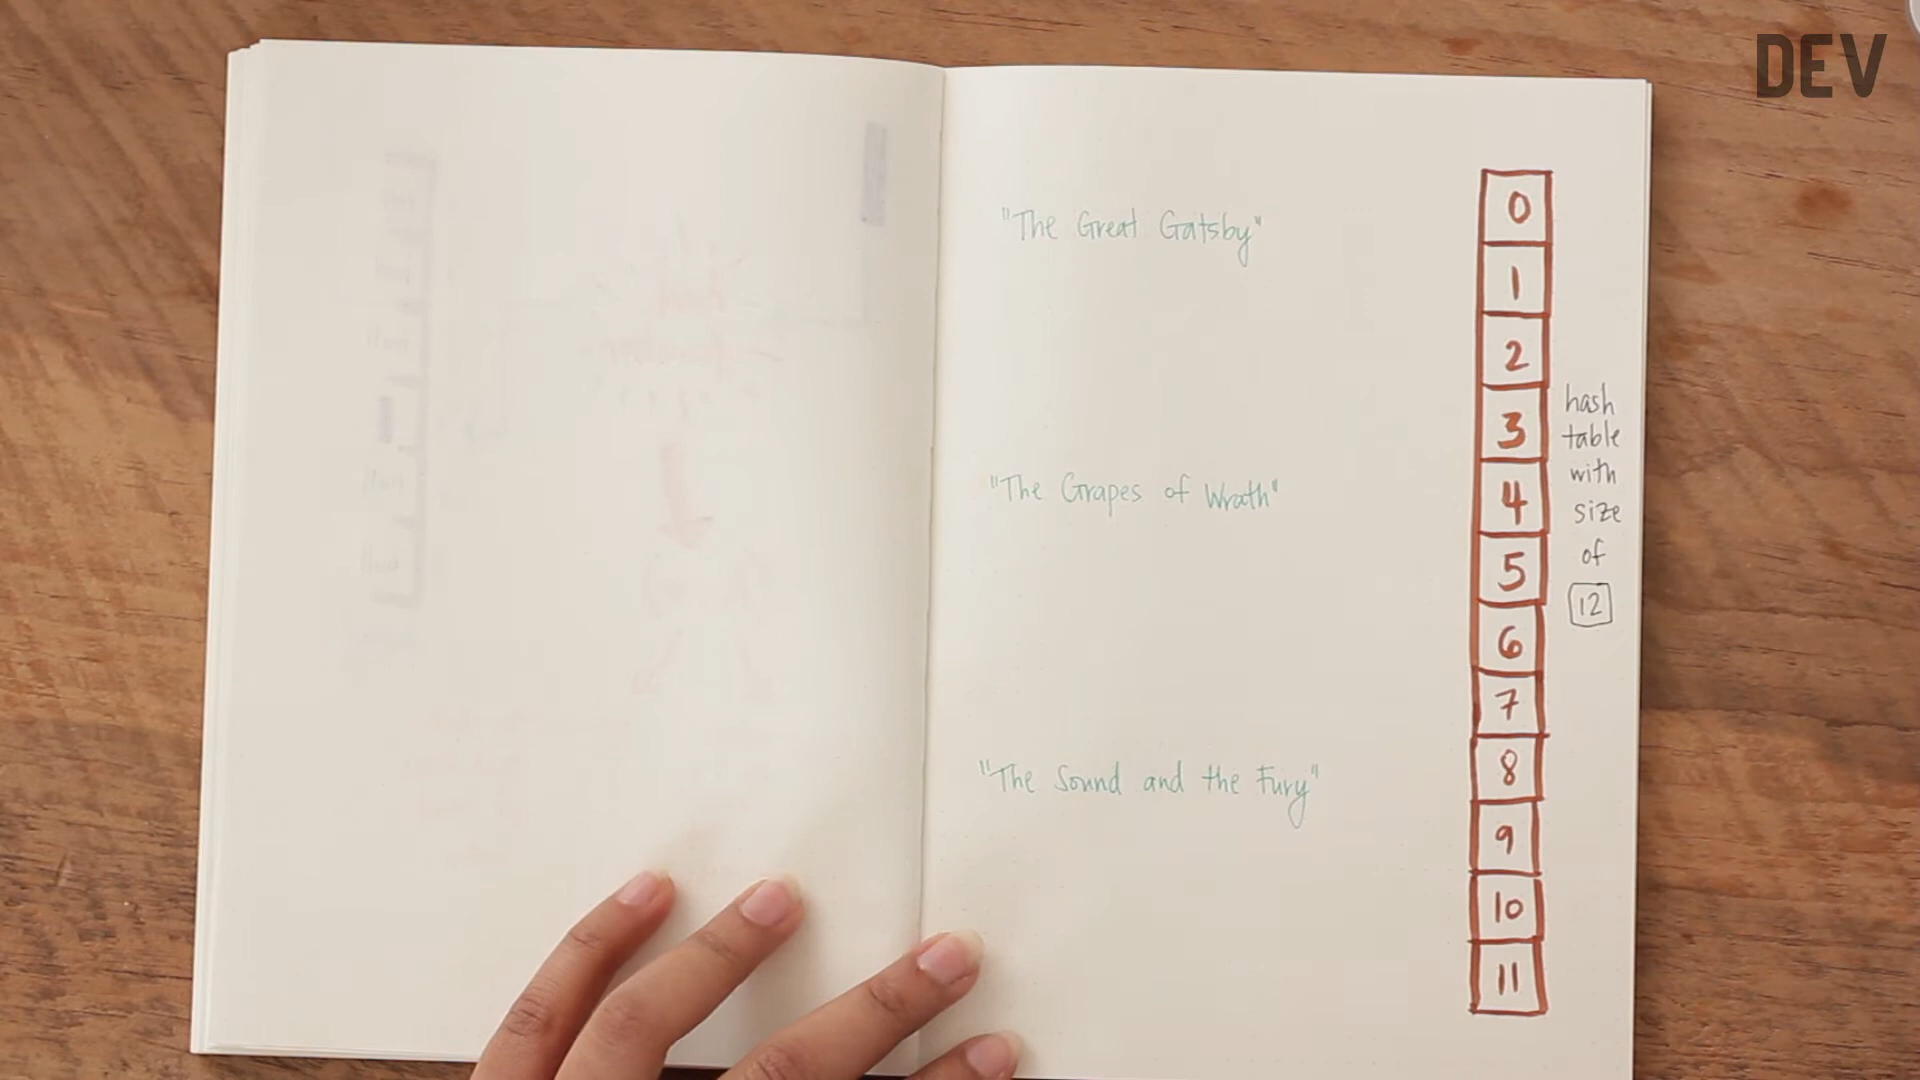 DEV
"The Great Gatsby"
"The Grapes of Wrath"
"The Sound and the Fury"
0
1
2
3
4
5
6
7
8
9
10
11
hash
table
with
size
of
12